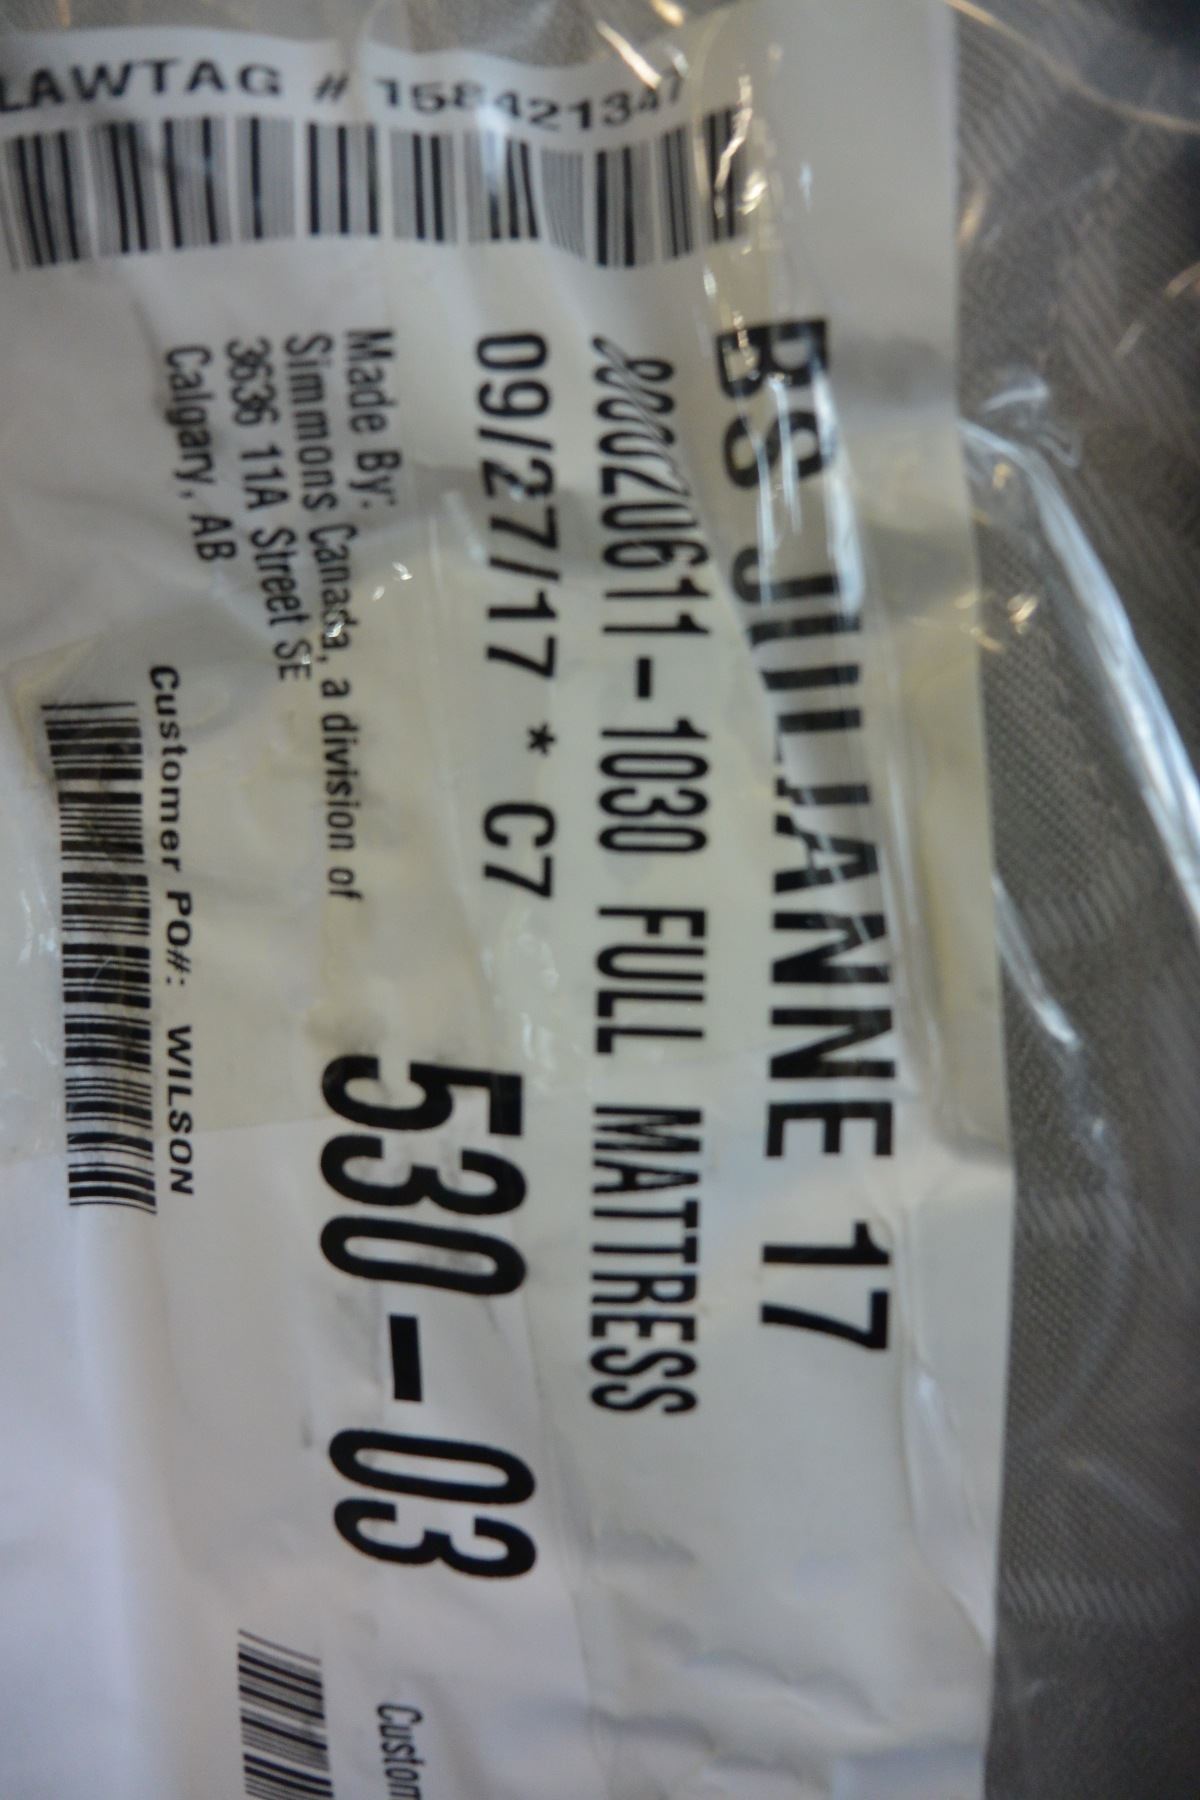 LAWTAG # 158421347
BS JULIANNE 17
1030 FULL MATTRESS
09/27/17 * C7
Made By:
Simmons Canada, a division of
3636 11A Street SE
Calgary, AB
530-03
Customer PO#: WILSON
Custom